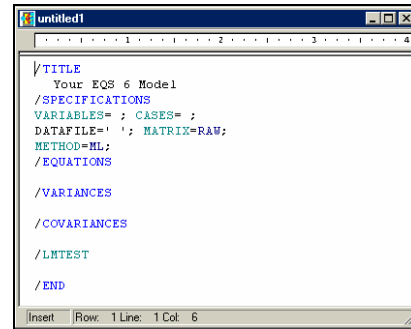 untitled1
1 2 3 4
/TITLE
Your EQS 6 Model
/SPECIFICATIONS
VARIABLES= ; CASES= ;
DATAFILE=' '; MATRIX=RAW;
METHOD=ML;
/EQUATIONS
/VARIANCES
/COVARIANCES
/LMTEST
/END
Insert Row: 1 Line: 1 Col: 6